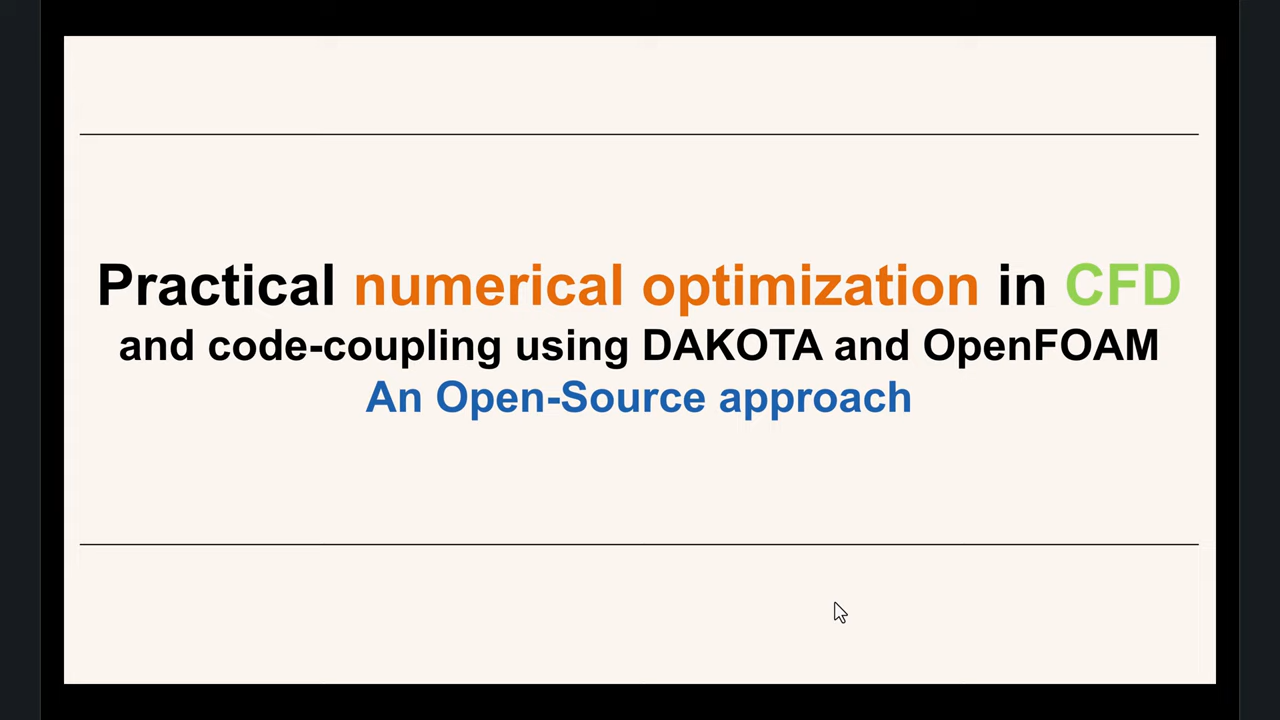 Practical numerical optimization in CFD
and code-coupling using DAKOTA and OpenFOAM
An Open-Source approach